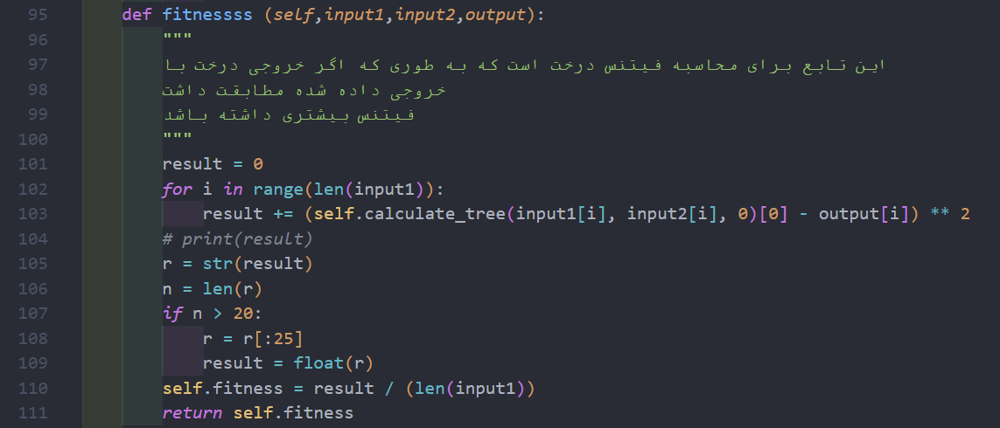 95 def fitnessss (self,input1,input2,output):
96 """
97 این تابع برای محاسبه فیتنس درخت است که به طوری که اگر خروجی درخت با
98 خروجی داده شده مطابقت داشت
99 فیتنس بیشتری داشته باشد
100 """
101 result = 0
102 for i in range(len(input1)):
103 result += (self.calculate_tree(input1[i], input2[i], 0)[0] - output[i]) ** 2
104 # print(result)
105 r = str(result)
106 n = len(r)
107 if n > 20:
108 r = r[:25]
109 result = float(r)
110 self.fitness = result / (len(input1))
111 return self.fitness